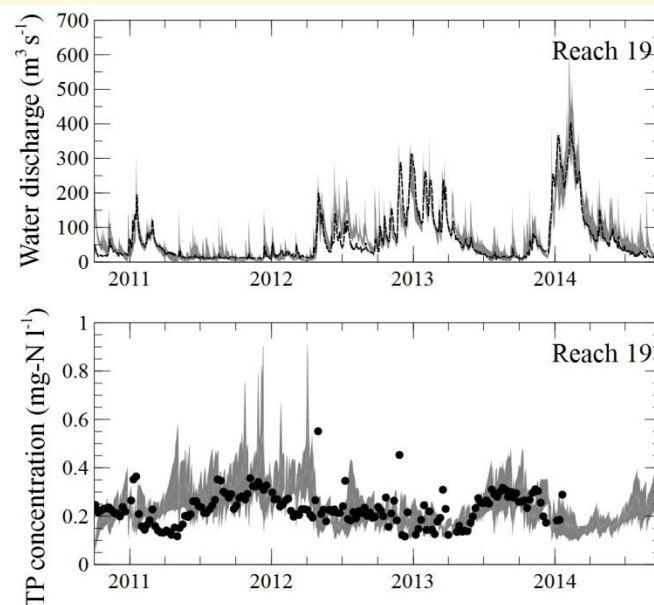 Water discharge (m³ s⁻¹)
700
600
500
400
300
200
100
0
Reach 19
2011 2012 2013 2014
TP concentration (mg-N l⁻¹)
1
0.8
0.6
0.4
0.2
0
Reach 19
2011 2012 2013 2014